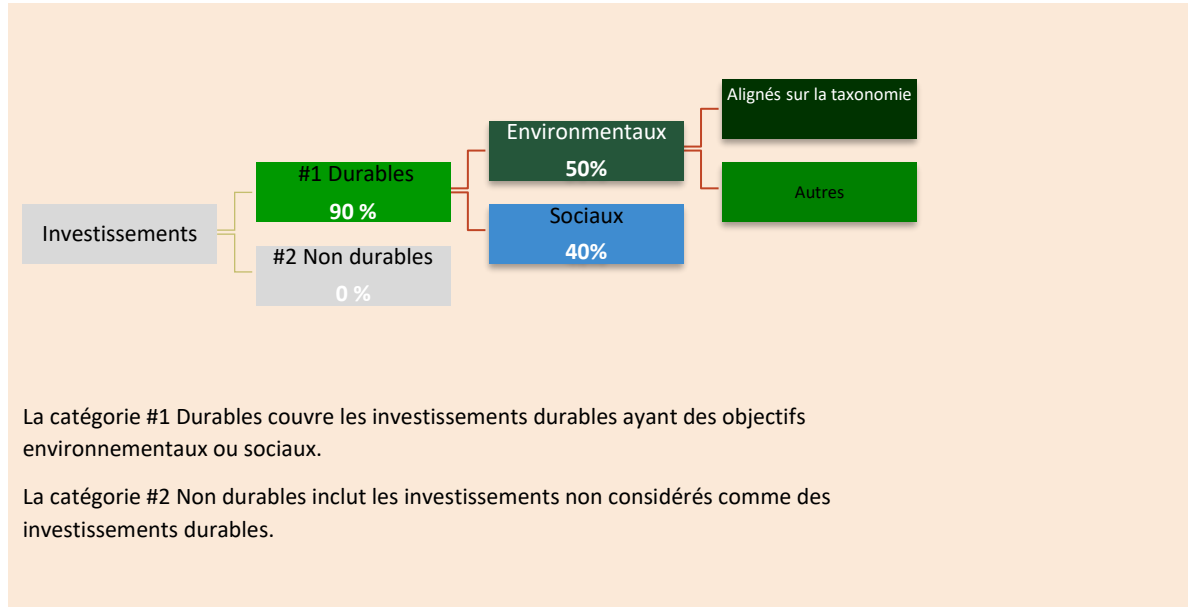 Alignés sur la taxonomie
Environmentaux
50%
#1 Durables
90 %
Autres
Investissements
Sociaux
40%
#2 Non durables
0 %
La catégorie #1 Durables couvre les investissements durables ayant des objectifs
environnementaux ou sociaux.
La catégorie #2 Non durables inclut les investissements non considérés comme des
investissements durables.